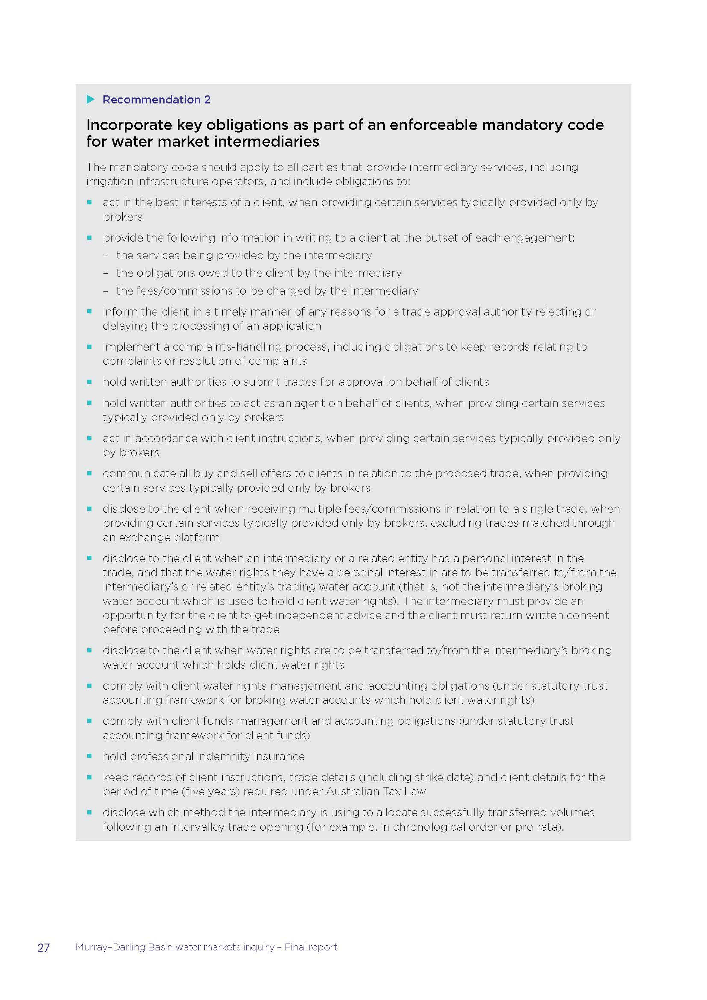 Recommendation 2
Incorporate key obligations as part of an enforceable mandatory code
for water market intermediaries
The mandatory code should apply to all parties that provide intermediary services, including
irrigation infrastructure operators, and include obligations to:
act in the best interests of a client, when providing certain services typically provided only by
brokers
provide the following information in writing to a client at the outset of each engagement:
– the services being provided by the intermediary
– the obligations owed to the client by the intermediary
– the fees/commissions to be charged by the intermediary
inform the client in a timely manner of any reasons for a trade approval authority rejecting or
delaying the processing of an application
implement a complaints-handling process, including obligations to keep records relating to
complaints or resolution of complaints
hold written authorities to submit trades for approval on behalf of clients
hold written authorities to act as an agent on behalf of clients, when providing certain services
typically provided only by brokers
act in accordance with client instructions, when providing certain services typically provided only
by brokers
communicate all buy and sell offers to clients in relation to the proposed trade, when providing
certain services typically provided only by brokers
disclose to the client when receiving multiple fees/commissions in relation to a single trade, when
providing certain services typically provided only by brokers, excluding trades matched through
an exchange platform
disclose to the client when an intermediary or a related entity has a personal interest in the
trade, and that the water rights they have a personal interest in are to be transferred to/from the
intermediary's or related entity's trading water account (that is, not the intermediary's broking
water account which is used to hold client water rights). The intermediary must provide an
opportunity for the client to get independent advice and the client must return written consent
before proceeding with the trade
disclose to the client when water rights are to be transferred to/from the intermediary's broking
water account which holds client water rights
comply with client water rights management and accounting obligations (under statutory trust
accounting framework for broking water accounts which hold client water rights)
comply with client funds management and accounting obligations (under statutory trust
accounting framework for client funds)
hold professional indemnity insurance
keep records of client instructions, trade details (including strike date) and client details for the
period of time (five years) required under Australian Tax Law
disclose which method the intermediary is using to allocate successfully transferred volumes
following an intervalley trade opening (for example, in chronological order or pro rata).
27 Murray–Darling Basin water markets inquiry – Final report